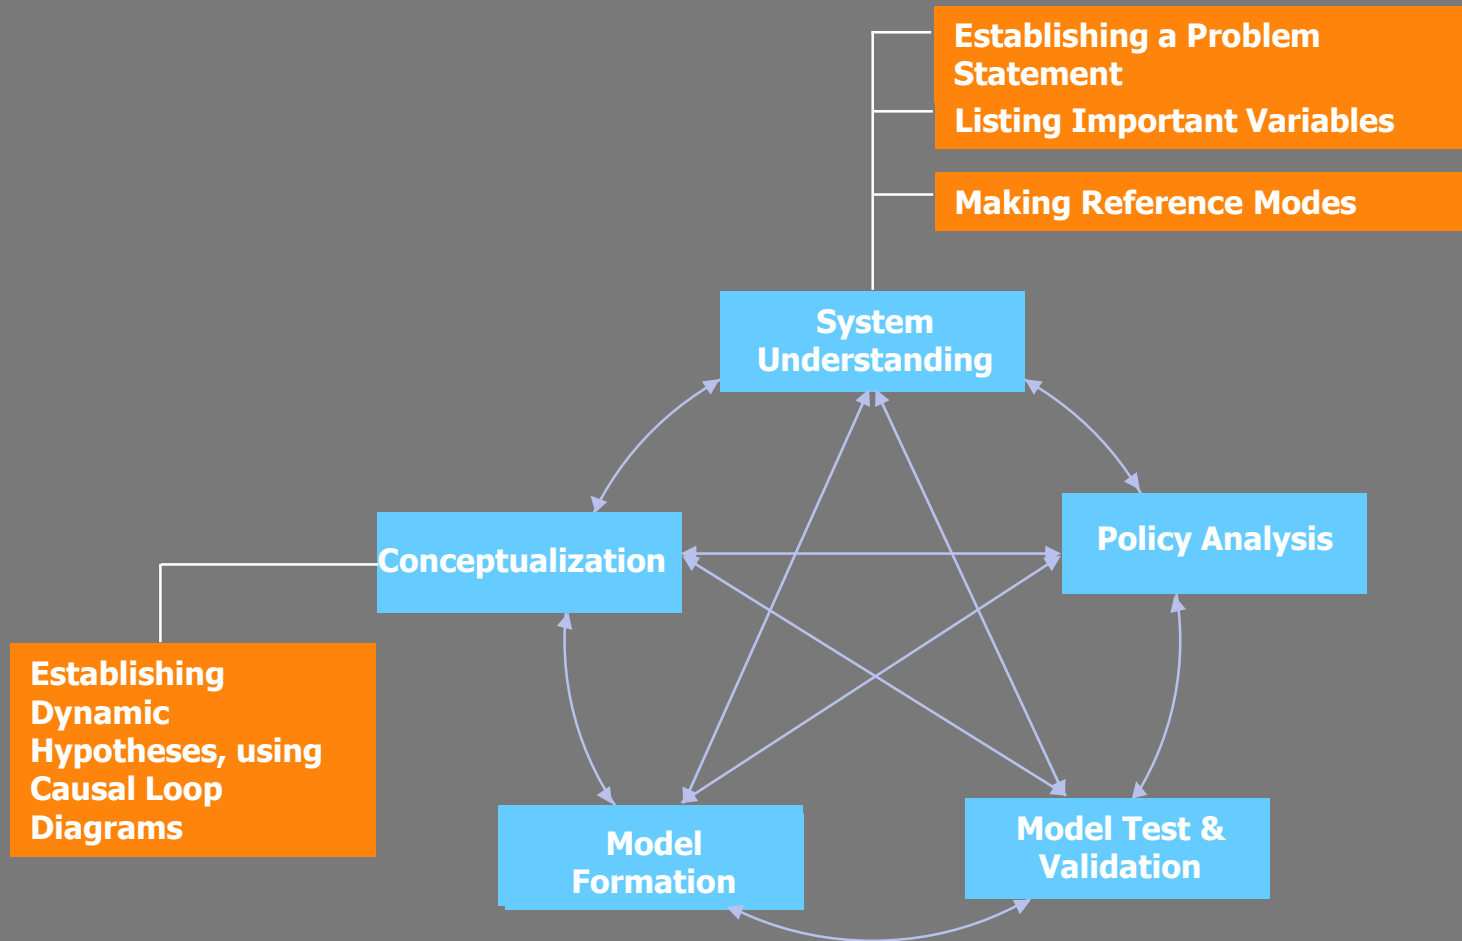 Establishing a Problem
Statement
Listing Important Variables
Making Reference Modes
System
Understanding
Policy Analysis
Conceptualization
Establishing
Dynamic
Hypotheses, using
Causal Loop
Diagrams
Model
Formation
Model Test &
Validation